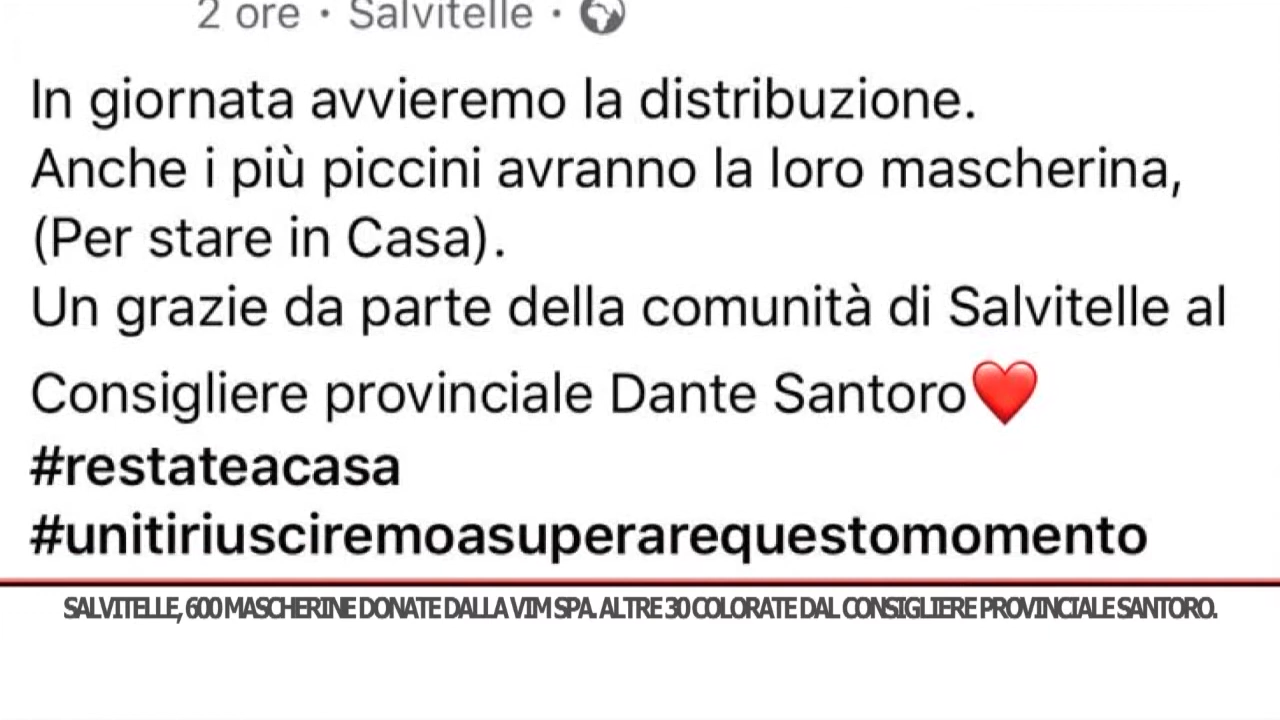 2 ore · Salvitelle ·
In giornata avvieremo la distribuzione.
Anche i più piccini avranno la loro mascherina,
(Per stare in Casa).
Un grazie da parte della comunità di Salvitelle al
Consigliere provinciale Dante Santoro❤️
#restateacasa
#unitiriusciremoasuperarequestomomento
SALVITELLE, 600 MASCHERINE DONATE DALLA VIM SPA. ALTRE 30 COLORATE DAL CONSIGLIERE PROVINCIALE SANTORO.